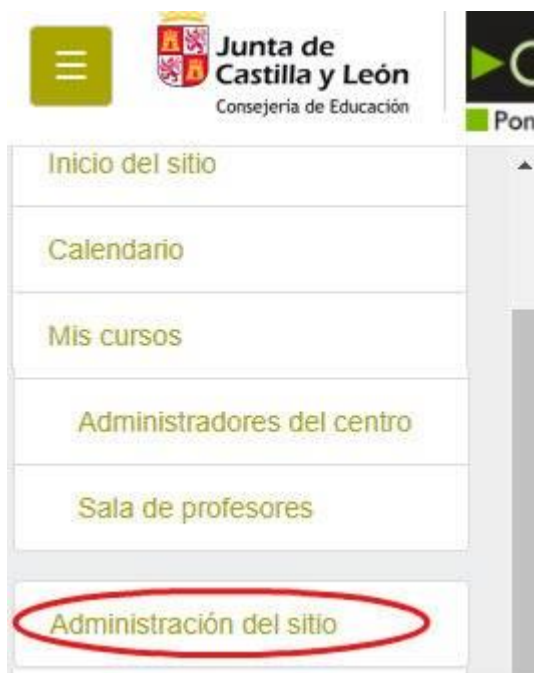 Junta de
Castilla y León
Consejería de Educación
Pon
Inicio del sitio
Calendario
Mis cursos
Administradores del centro
Sala de profesores
Administración del sitio